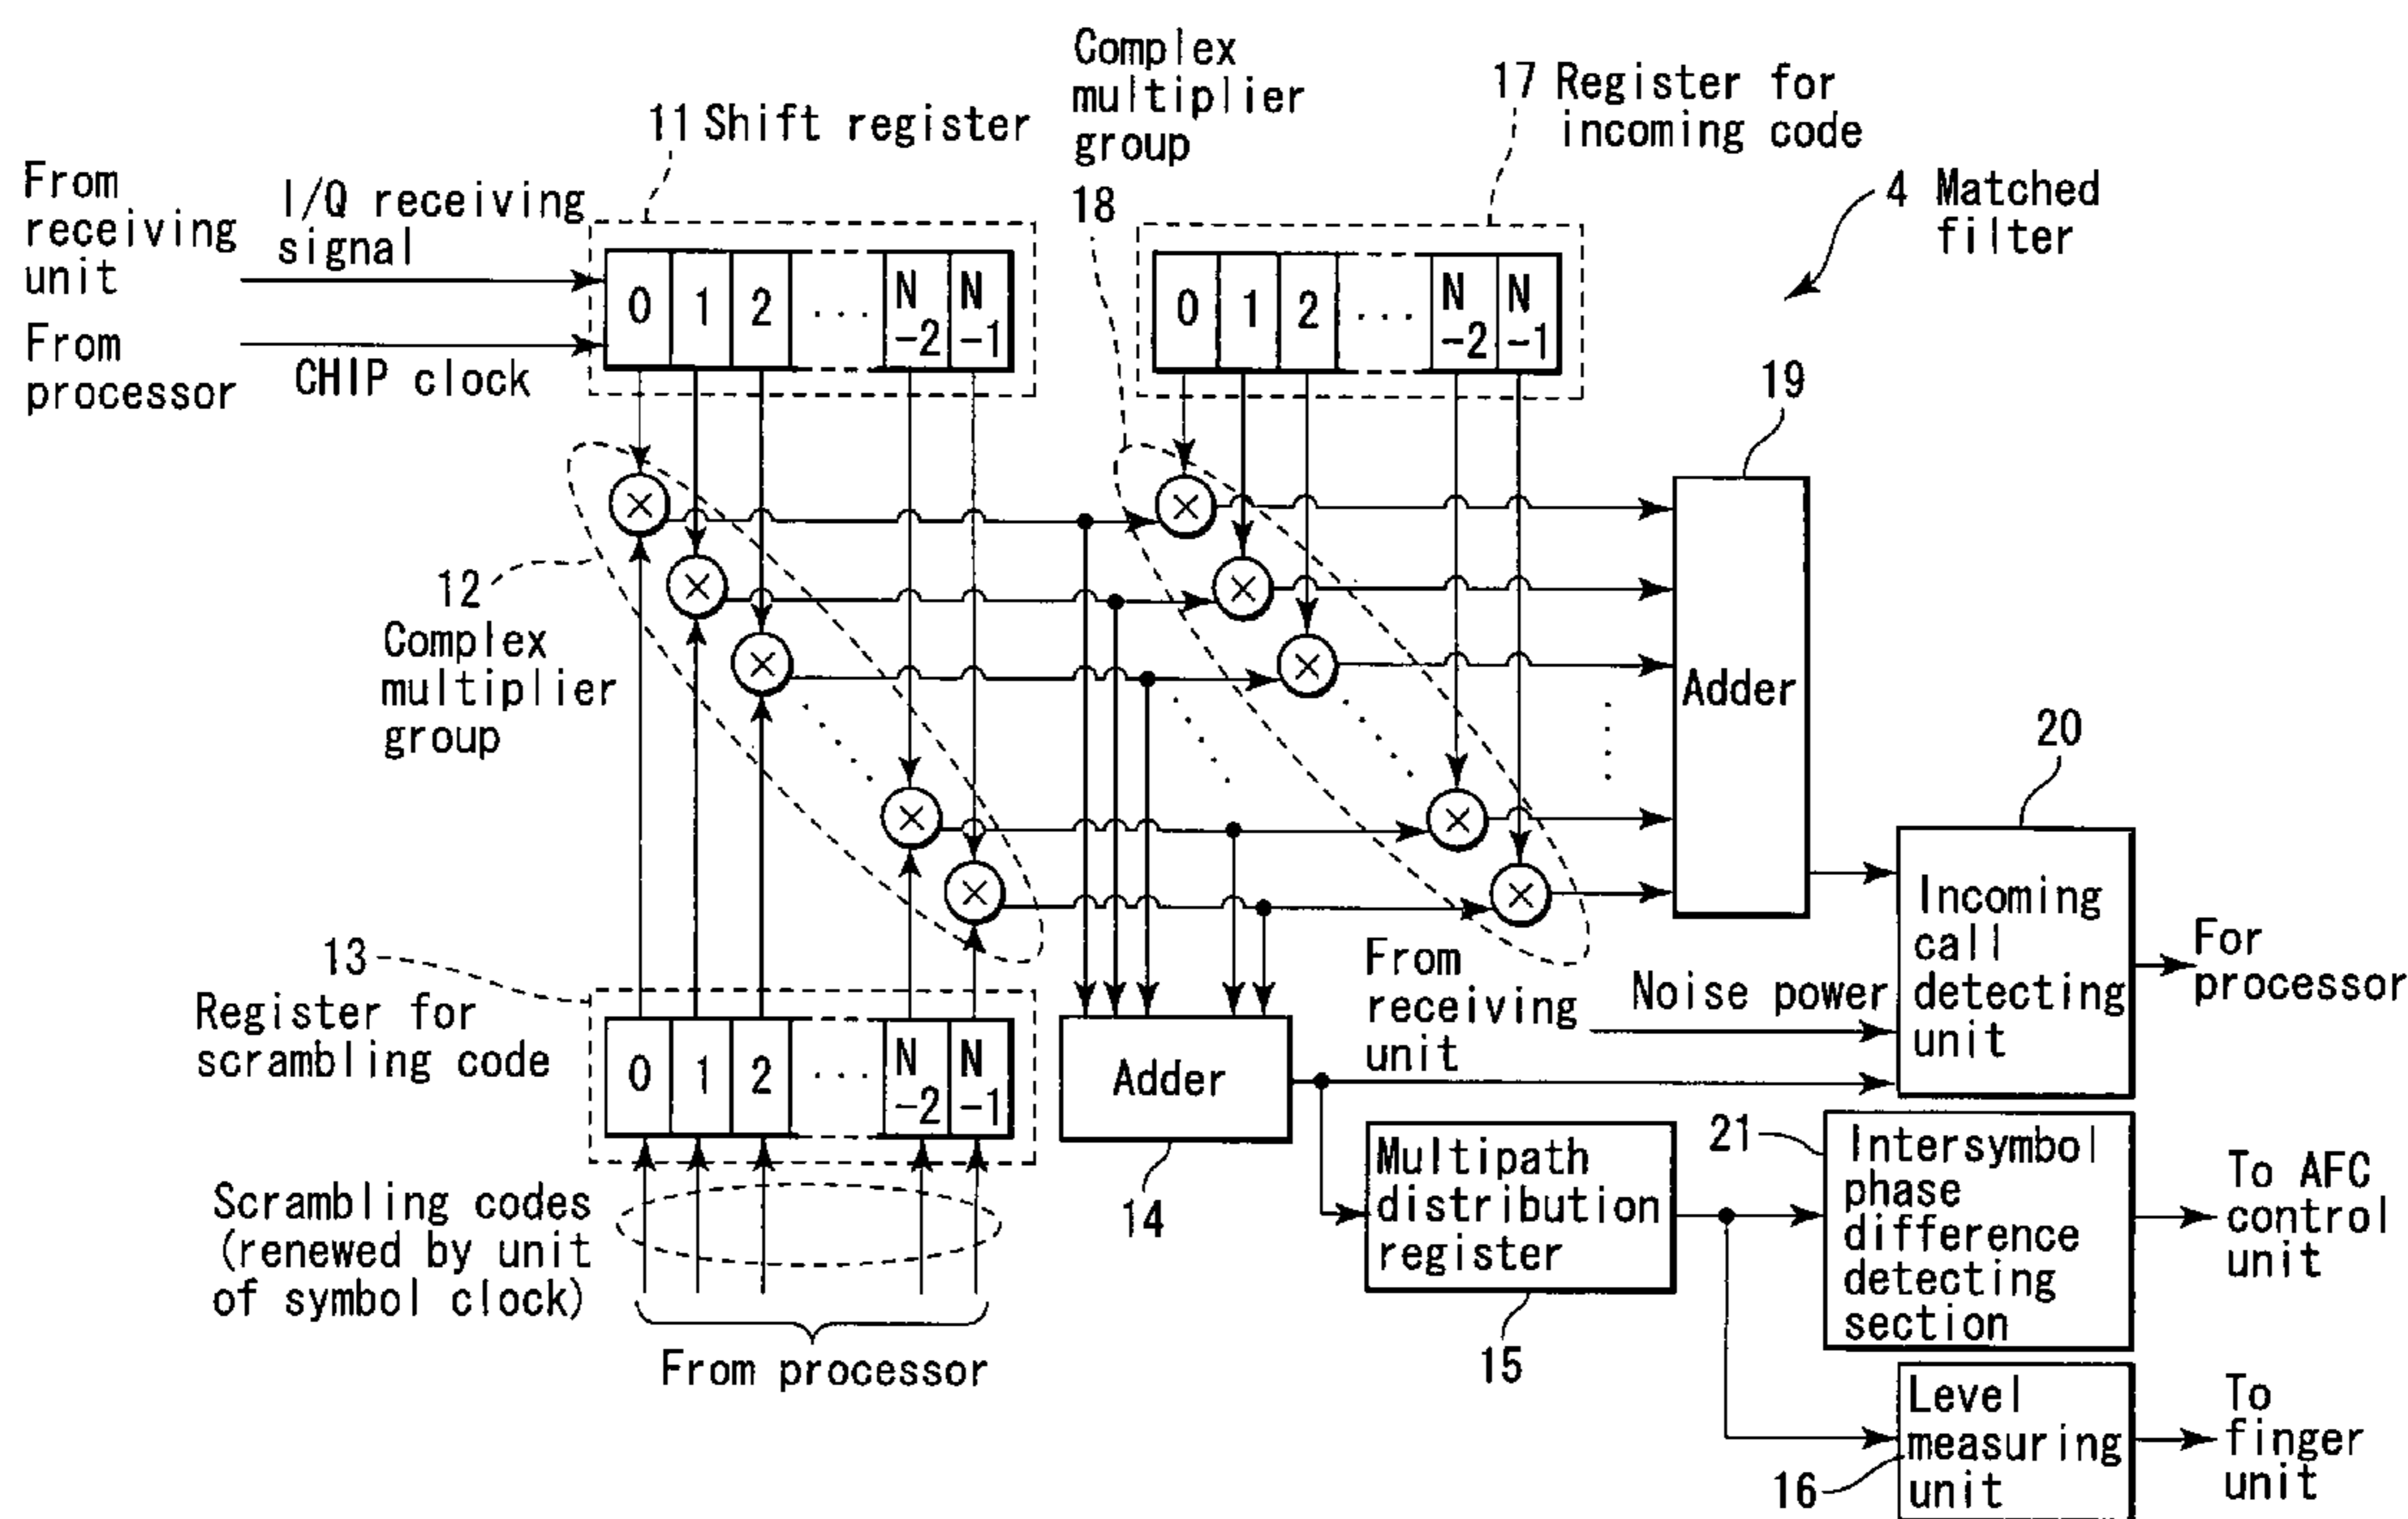 Complex
multiplier
group
18
17 Register for
incoming code
11 Shift register
4 Matched
filter
From
receiving
unit
I/Q receiving
signal
From
processor
CHIP clock
0 1 2 ... N-2 N-1
0 1 2 ... N-2 N-1
19
12
Complex
multiplier
group
Adder
20
13
Register for
scrambling code
0 1 2 ... N-2 N-1
Adder
14
From
receiving
unit
Noise power
Incoming
call
detecting
unit
For
processor
Scrambling codes
(renewed by unit
of symbol clock)
From processor
Multipath
distribution
register
15
21
Intersymbol
phase
difference
detecting
section
To AFC
control
unit
Level
measuring
unit
16
To
finger
unit